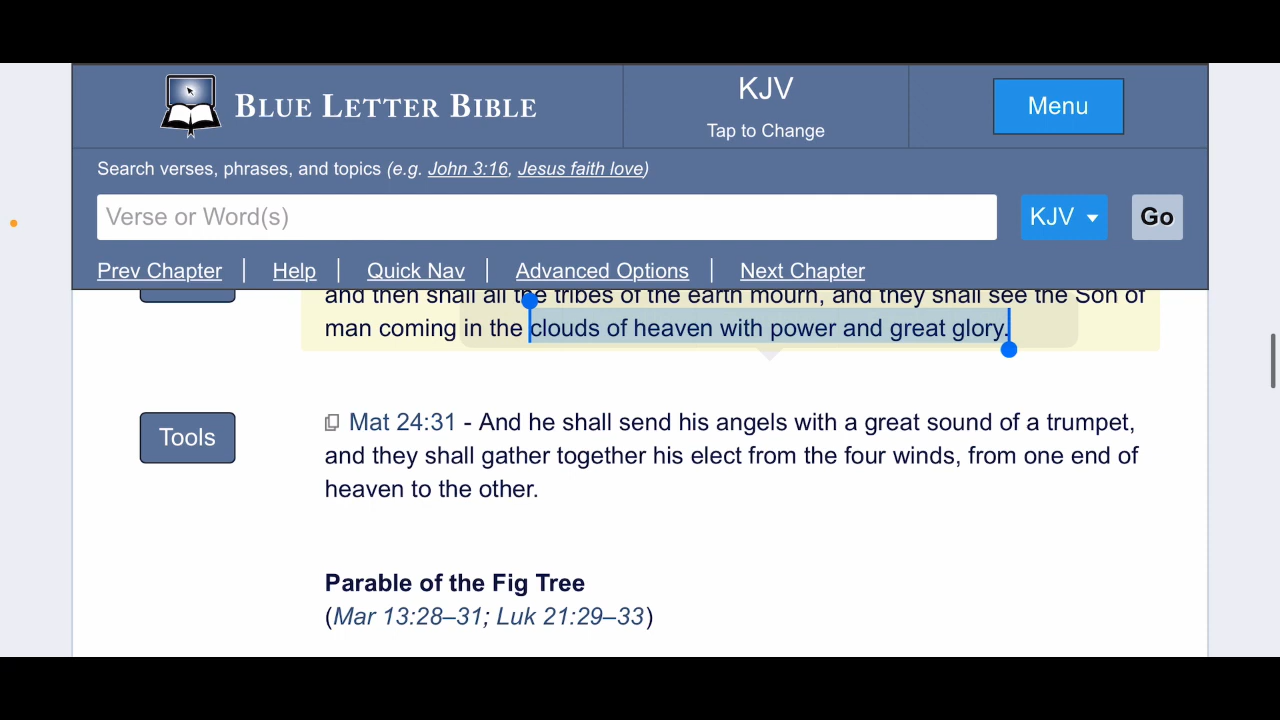 BLUE LETTER BIBLE
KJV
Tap to Change
Menu
Search verses, phrases, and topics (e.g. John 3:16, Jesus faith love)
Verse or Word(s)
KJV
Go
Prev Chapter | Help | Quick Nav | Advanced Options | Next Chapter
and then shall all the tribes of the earth mourn, and they shall see the Son of
man coming in the clouds of heaven with power and great glory.
Tools
Mat 24:31 - And he shall send his angels with a great sound of a trumpet,
and they shall gather together his elect from the four winds, from one end of
heaven to the other.
Parable of the Fig Tree
(Mar 13:28–31; Luk 21:29–33)